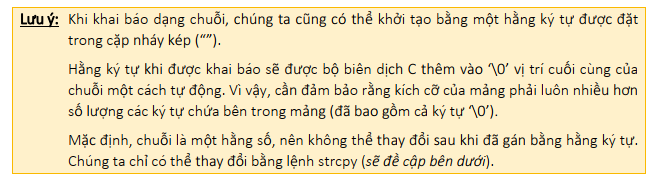 Lưu ý: Khi khai báo dạng chuỗi, chúng ta cũng có thể khởi tạo bằng một hằng ký tự được đặt
trong cặp nháy kép (“”).
Hằng ký tự khi được khai báo sẽ được bộ biên dịch C thêm vào ‘\0’ vị trí cuối cùng của
chuỗi một cách tự động. Vì vậy, cần đảm bảo rằng kích cỡ của mảng phải luôn nhiều hơn
số lượng các ký tự chứa bên trong mảng (đã bao gồm cả ký tự ‘\0’).
Mặc định, chuỗi là một hằng số, nên không thể thay đổi sau khi đã gán bằng hằng ký tự.
Chúng ta chỉ có thể thay đổi bằng lệnh strcpy (sẽ đề cập bên dưới).